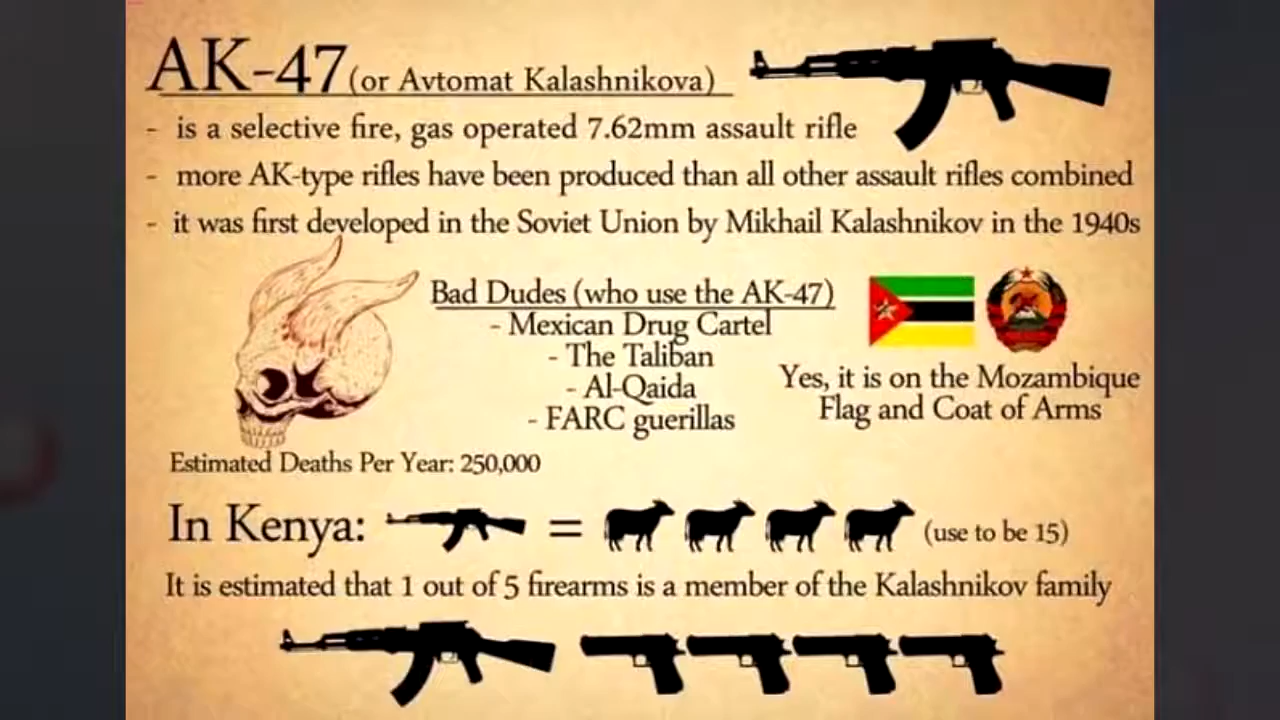 AK-47 (or Avtomat Kalashnikova)
- is a selective fire, gas operated 7.62mm assault rifle
- more AK-type rifles have been produced than all other assault rifles combined
- it was first developed in the Soviet Union by Mikhail Kalashnikov in the 1940s
Bad Dudes (who use the AK-47)
- Mexican Drug Cartel
- The Taliban
- Al-Qaida
- FARC guerillas
Yes, it is on the Mozambique
Flag and Coat of Arms
Estimated Deaths Per Year: 250,000
In Kenya: = (use to be 15)
It is estimated that 1 out of 5 firearms is a member of the Kalashnikov family